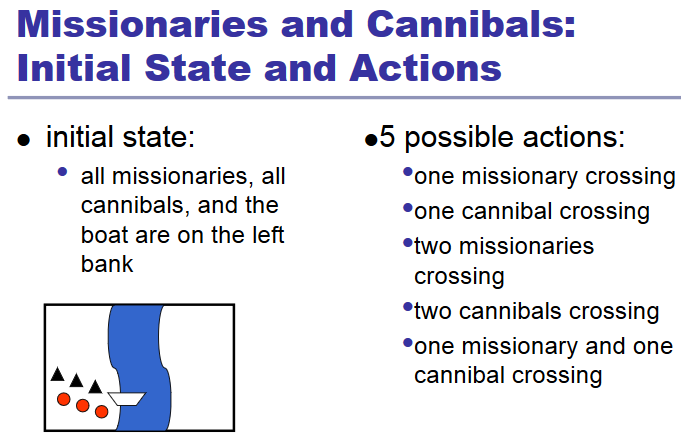 Missionaries and Cannibals:
Initial State and Actions
● initial state:
• all missionaries, all
cannibals, and the
boat are on the left
bank
●5 possible actions:
•one missionary crossing
•one cannibal crossing
•two missionaries
crossing
•two cannibals crossing
•one missionary and one
cannibal crossing